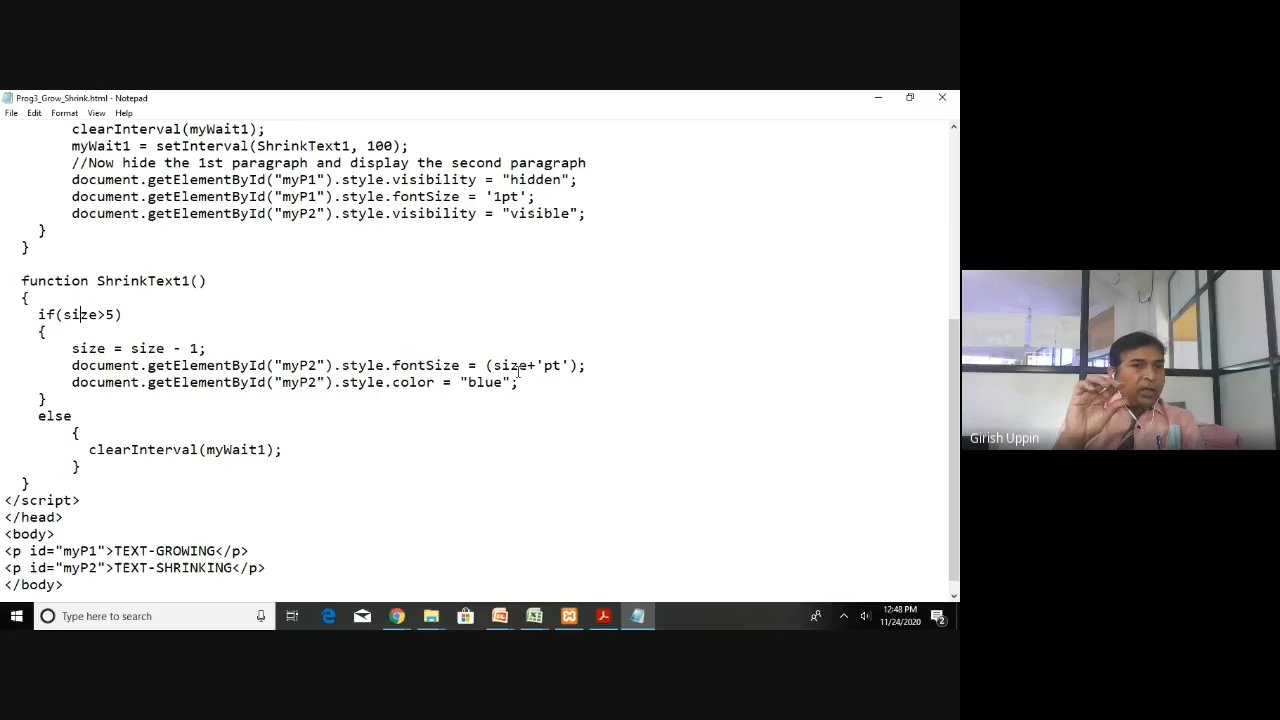 Prog3_Grow_Shrink.html - Notepad
File Edit Format View Help
clearInterval(myWait1);
myWait1 = setInterval(ShrinkText1, 100);
//Now hide the 1st paragraph and display the second paragraph
document.getElementById("myP1").style.visibility = "hidden";
document.getElementById("myP1").style.fontSize = '1pt';
document.getElementById("myP2").style.visibility = "visible";
}
}
function ShrinkText1()
{
if(size>5)
{
size = size - 1;
document.getElementById("myP2").style.fontSize = (size+'pt');
document.getElementById("myP2").style.color = "blue";
}
else
{
clearInterval(myWait1);
}
}
</script>
</head>
<body>
<p id="myP1">TEXT-GROWING</p>
<p id="myP2">TEXT-SHRINKING</p>
</body>
Girish Uppin
Type here to search
12:48 PM
11/24/2020
2